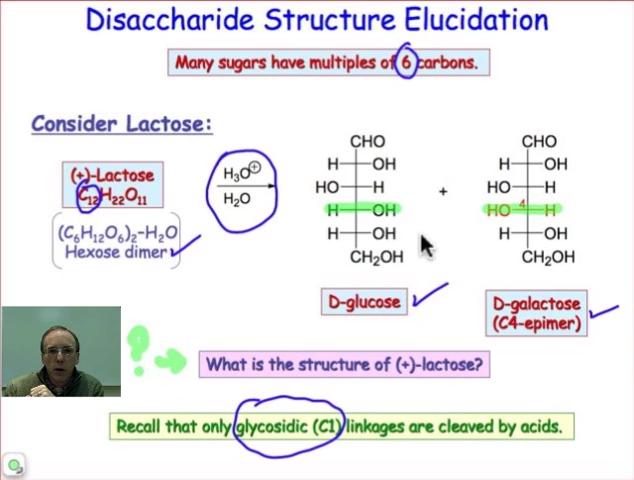 Disaccharide Structure Elucidation
Many sugars have multiples of 6 carbons.
Consider Lactose:
(+)-Lactose
C12H22O11
(C6H12O6)2-H2O
Hexose dimer
H3O+
H2O
CHO
H OH
HO H
H OH
H OH
CH2OH
D-glucose
+
CHO
H OH
HO H
HO 4 H
H OH
CH2OH
D-galactose
(C4-epimer)
?
What is the structure of (+)-lactose?
Recall that only glycosidic (C1) linkages are cleaved by acids.